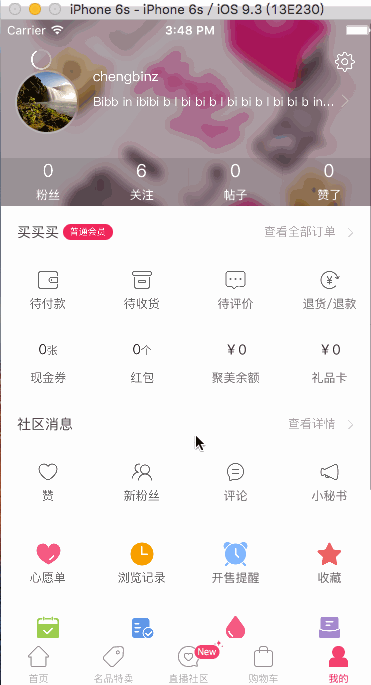 iPhone 6s - iPhone 6s / iOS 9.3 (13E230)
Carrier 3:48 PM
chengbinz
Bibb in ibibi b l bi bi b l bi bi b l bi bi b in...
0 6 0 0
粉丝 关注 帖子 赞了
买买买 普通会员 查看全部订单
待付款 待收货 待评价 退货/退款
0张 0个 ¥0 ¥0
现金券 红包 聚美余额 礼品卡
社区消息 查看详情
赞 新粉丝 评论 小秘书
心愿单 浏览记录 开售提醒 收藏
New
首页 名品特卖 直播社区 购物车 我的